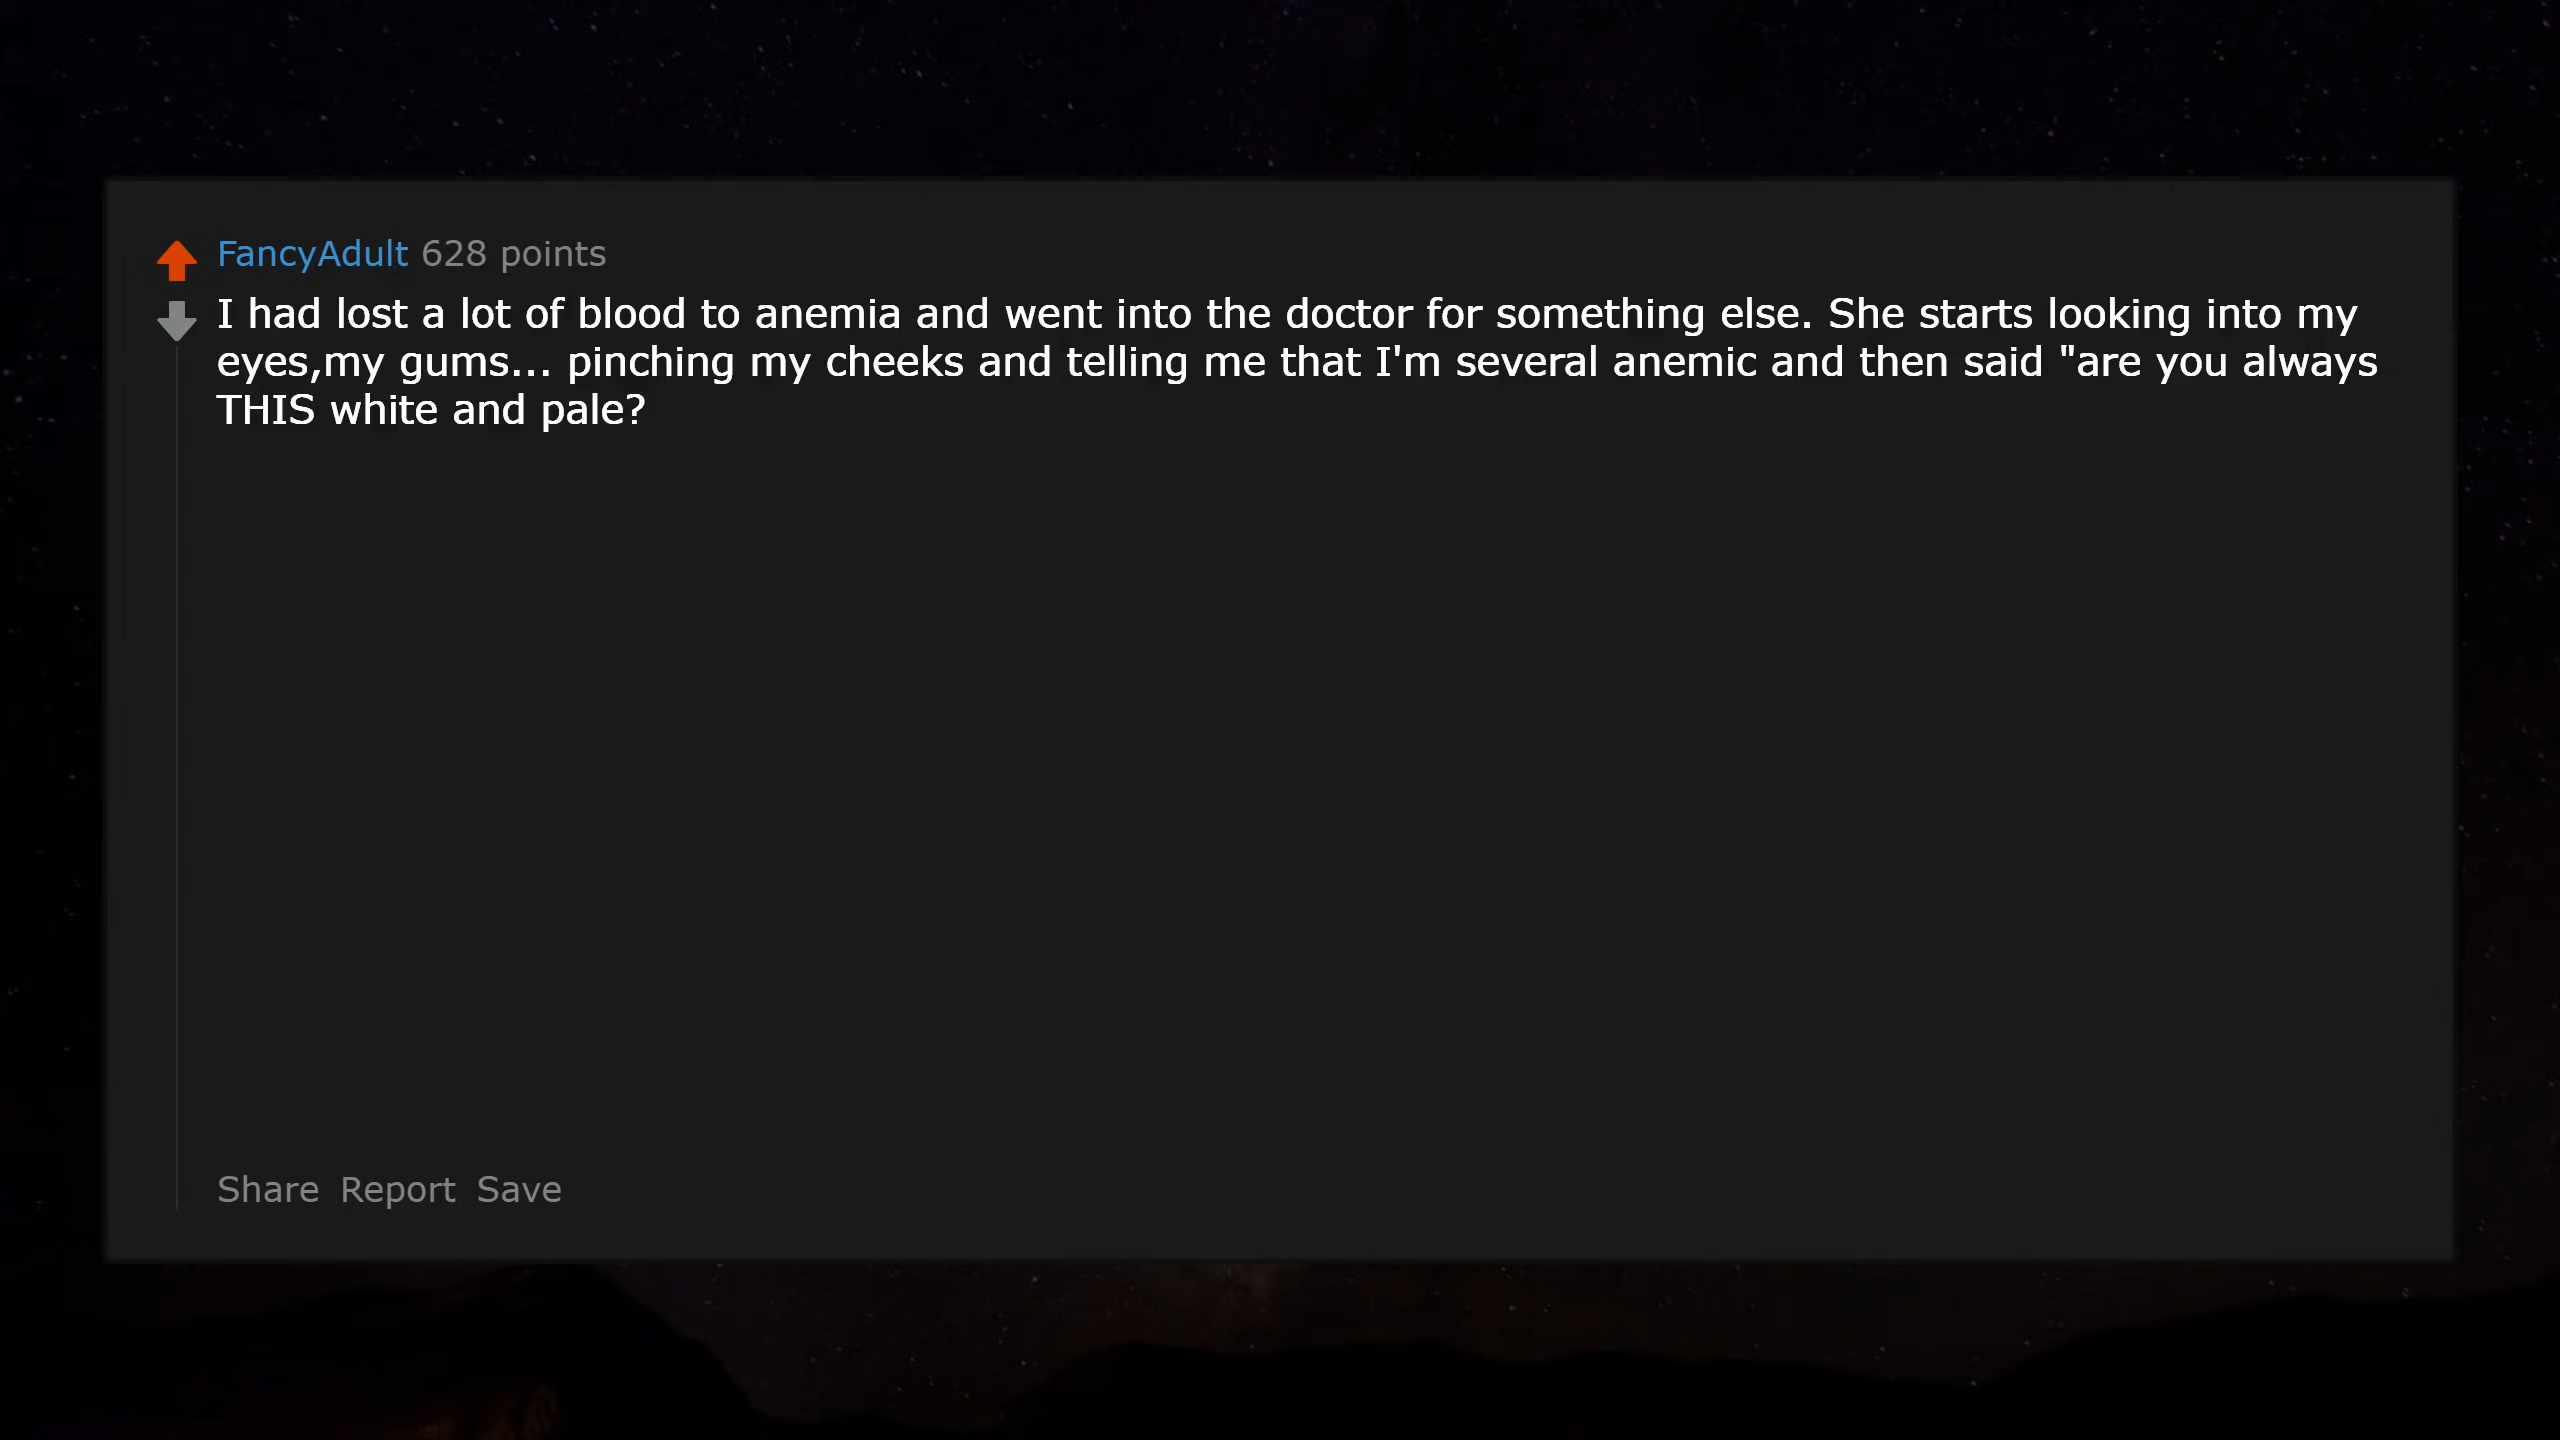 FancyAdult 628 points
I had lost a lot of blood to anemia and went into the doctor for something else. She starts looking into my
eyes,my gums... pinching my cheeks and telling me that I'm several anemic and then said "are you always
THIS white and pale?
Share Report Save